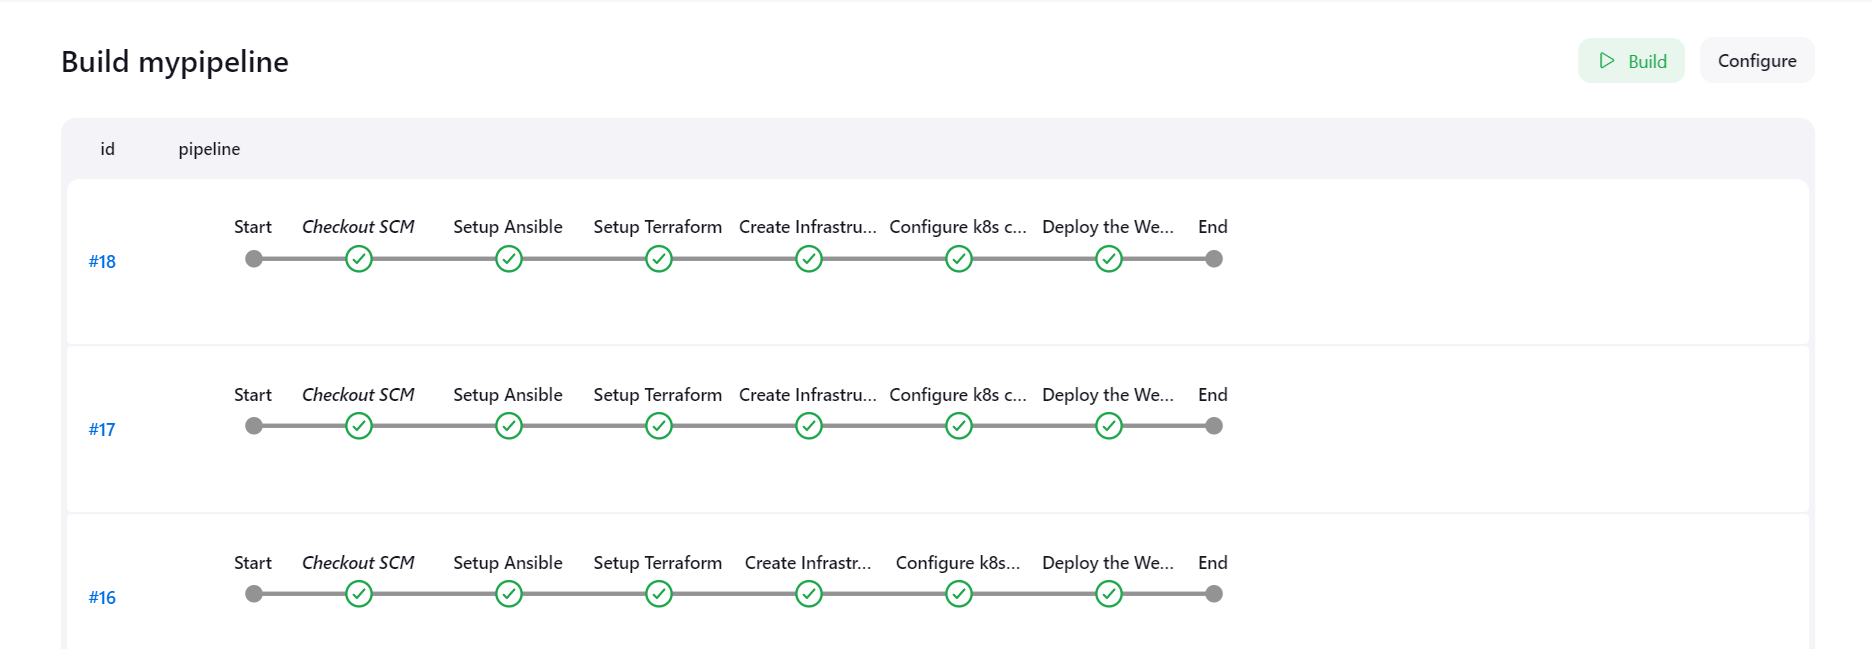 Build mypipeline
Build
Configure
id pipeline
Start Checkout SCM Setup Ansible Setup Terraform Create Infrastru... Configure k8s c... Deploy the We... End
#18
Start Checkout SCM Setup Ansible Setup Terraform Create Infrastru... Configure k8s c... Deploy the We... End
#17
Start Checkout SCM Setup Ansible Setup Terraform Create Infrastr... Configure k8s... Deploy the We... End
#16